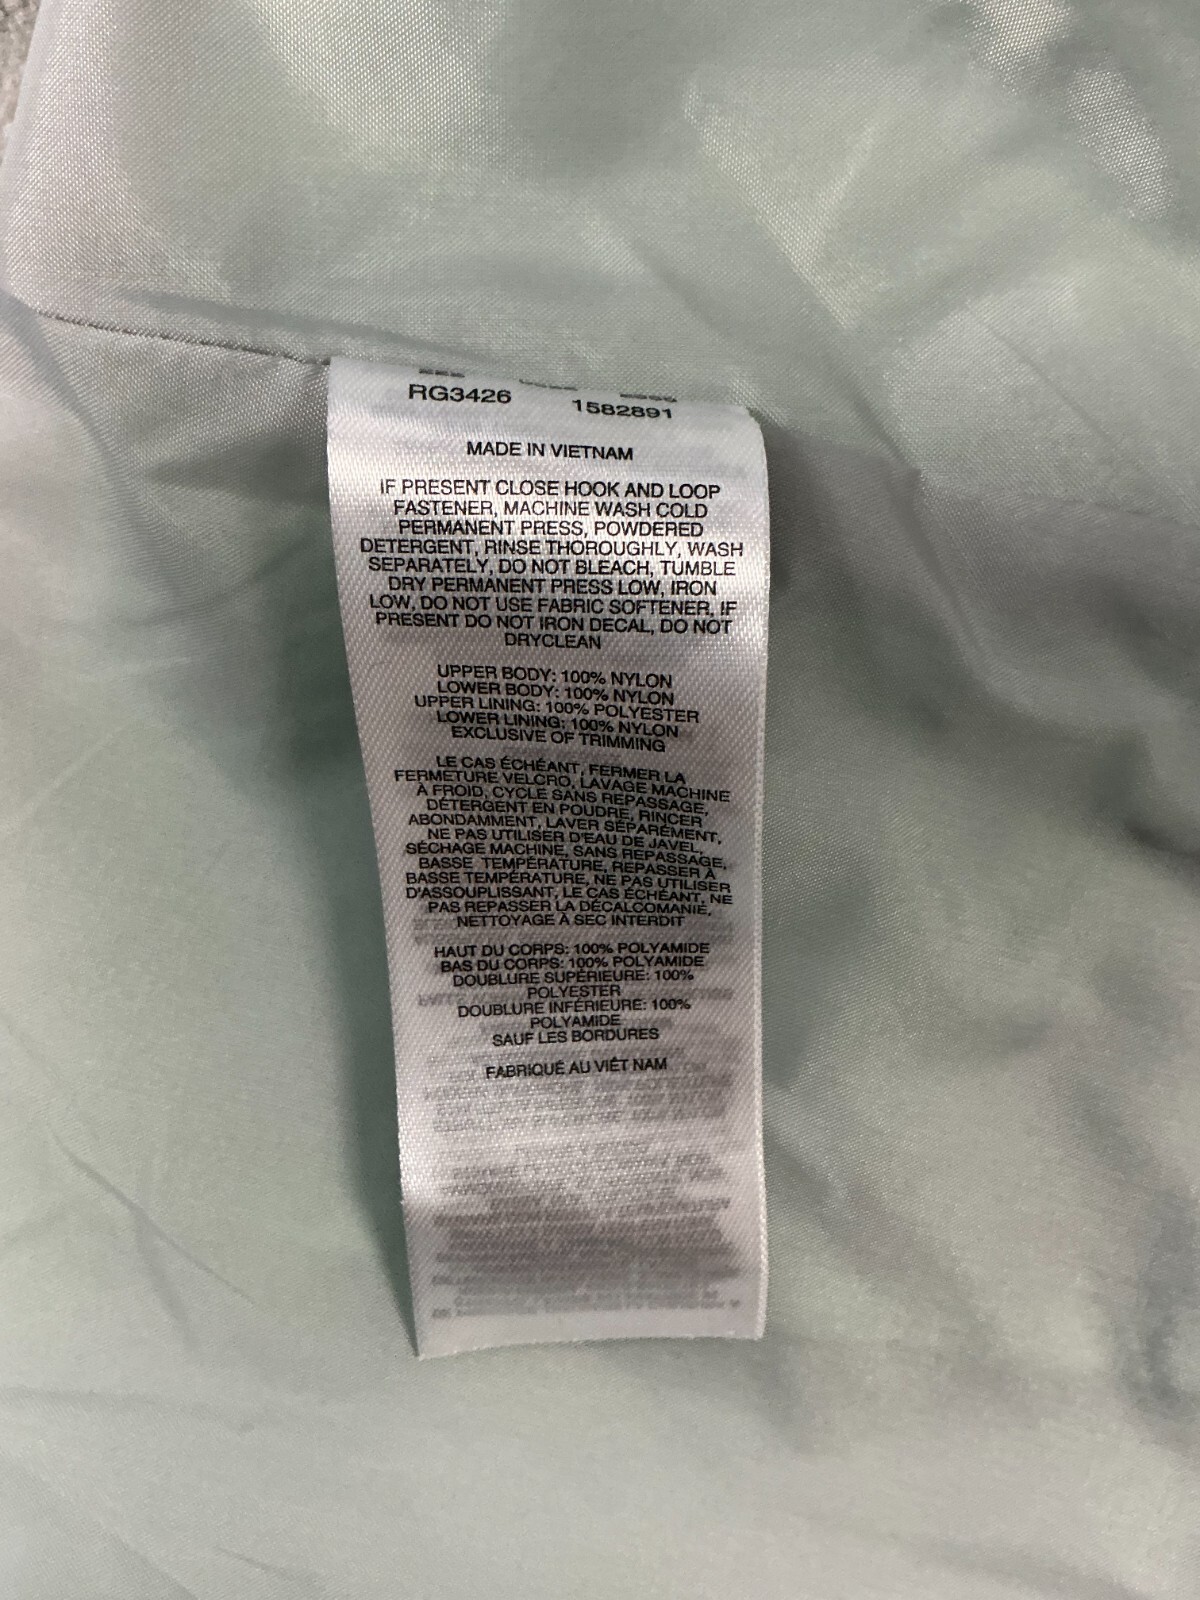 RG3426 1582891
MADE IN VIETNAM
IF PRESENT CLOSE HOOK AND LOOP
FASTENER, MACHINE WASH COLD
PERMANENT PRESS, POWDERED
DETERGENT, RINSE THOROUGHLY, WASH
SEPARATELY, DO NOT BLEACH, TUMBLE
DRY PERMANENT PRESS LOW, IRON
LOW, DO NOT USE FABRIC SOFTENER, IF
PRESENT DO NOT IRON DECAL, DO NOT
DRYCLEAN
UPPER BODY: 100% NYLON
LOWER BODY: 100% NYLON
UPPER LINING: 100% POLYESTER
LOWER LINING: 100% NYLON
EXCLUSIVE OF TRIMMING
LE CAS ÉCHÉANT, FERMER LA
FERMETURE VELCRO, LAVAGE MACHINE
À FROID, CYCLE SANS REPASSAGE,
DÉTERGENT EN POUDRE, RINCER
ABONDAMMENT, LAVER SÉPARÉMENT,
NE PAS UTILISER D'EAU DE JAVEL,
SÉCHAGE MACHINE, SANS REPASSAGE,
BASSE TEMPÉRATURE, REPASSER À
BASSE TEMPÉRATURE, NE PAS UTILISER
D'ASSOUPLISSANT, LE CAS ÉCHÉANT, NE
PAS REPASSER LA DÉCALCOMANIE,
NETTOYAGE À SEC INTERDIT
HAUT DU CORPS: 100% POLYAMIDE
BAS DU CORPS: 100% POLYAMIDE
DOUBLURE SUPÉRIEURE: 100%
POLYESTER
DOUBLURE INFÉRIEURE: 100%
POLYAMIDE
SAUF LES BORDURES
FABRIQUÉ AU VIÊT NAM